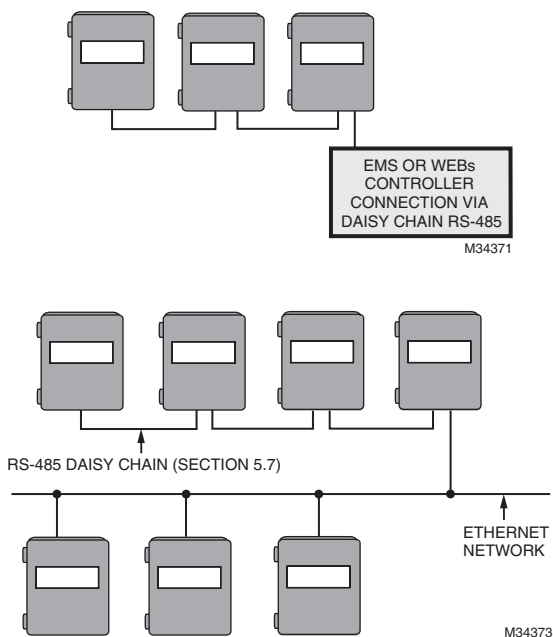 EMS OR WEBs
CONTROLLER
CONNECTION VIA
DAISY CHAIN RS-485
M34371
RS-485 DAISY CHAIN (SECTION 5.7)
ETHERNET
NETWORK
M34373